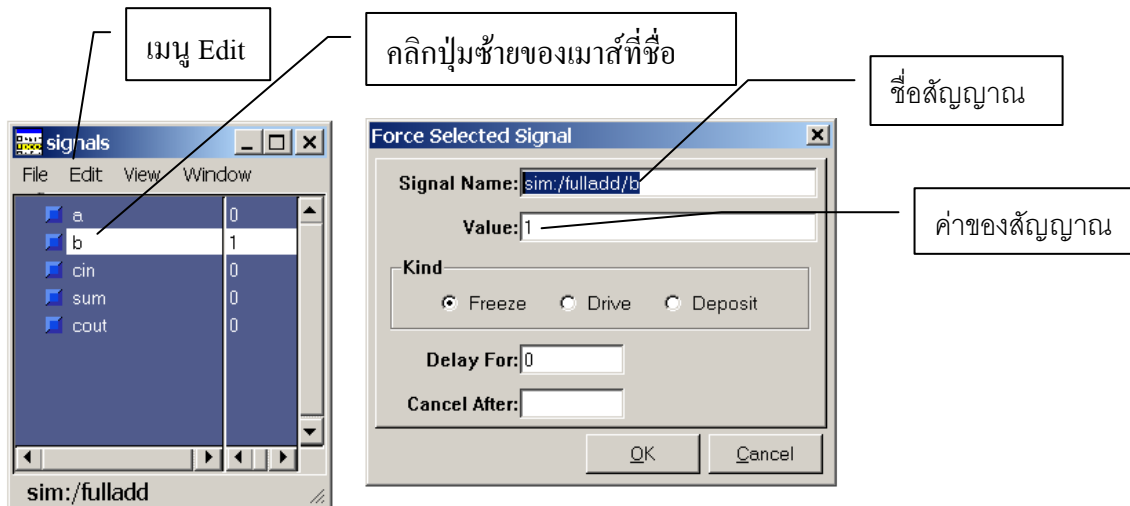 เมนู Edit
คลิกปุ่มซ้ายของเมาส์ที่ชื่อ
ชื่อสัญญาณ
ค่าของสัญญาณ
signals
File Edit View Window
a 0
b 1
cin 0
sum 0
cout 0
sim:/fulladd
Force Selected Signal
Signal Name: sim:/fulladd/b
Value: 1
Kind
Freeze Drive Deposit
Delay For: 0
Cancel After:
OK Cancel